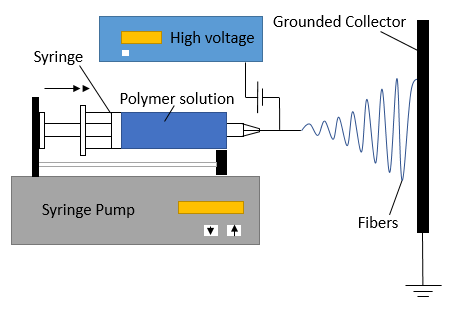 Grounded Collector
High voltage
Syringe
Polymer solution
Syringe Pump
Fibers